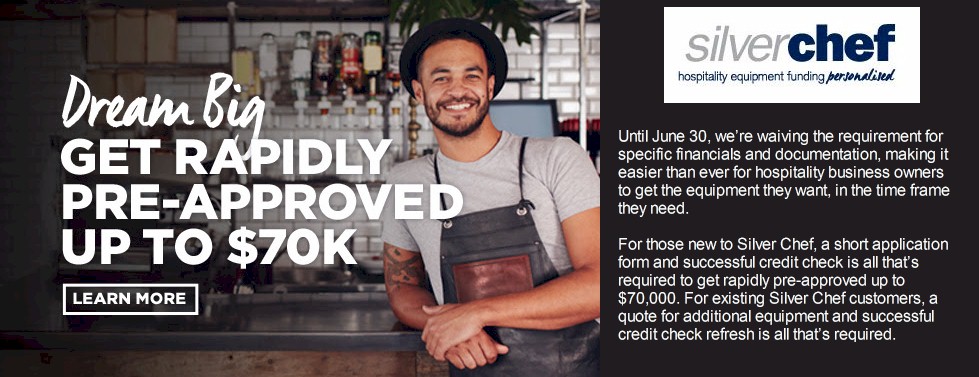 Dream Big
GET RAPIDLY
PRE-APPROVED
UP TO $70K
LEARN MORE
silverchef
hospitality equipment funding personalised
Until June 30, we're waiving the requirement for
specific financials and documentation, making it
easier than ever for hospitality business owners
to get the equipment they want, in the time frame
they need.
For those new to Silver Chef, a short application
form and successful credit check is all that's
required to get rapidly pre-approved up to
$70,000. For existing Silver Chef customers, a
quote for additional equipment and successful
credit check refresh is all that's required.